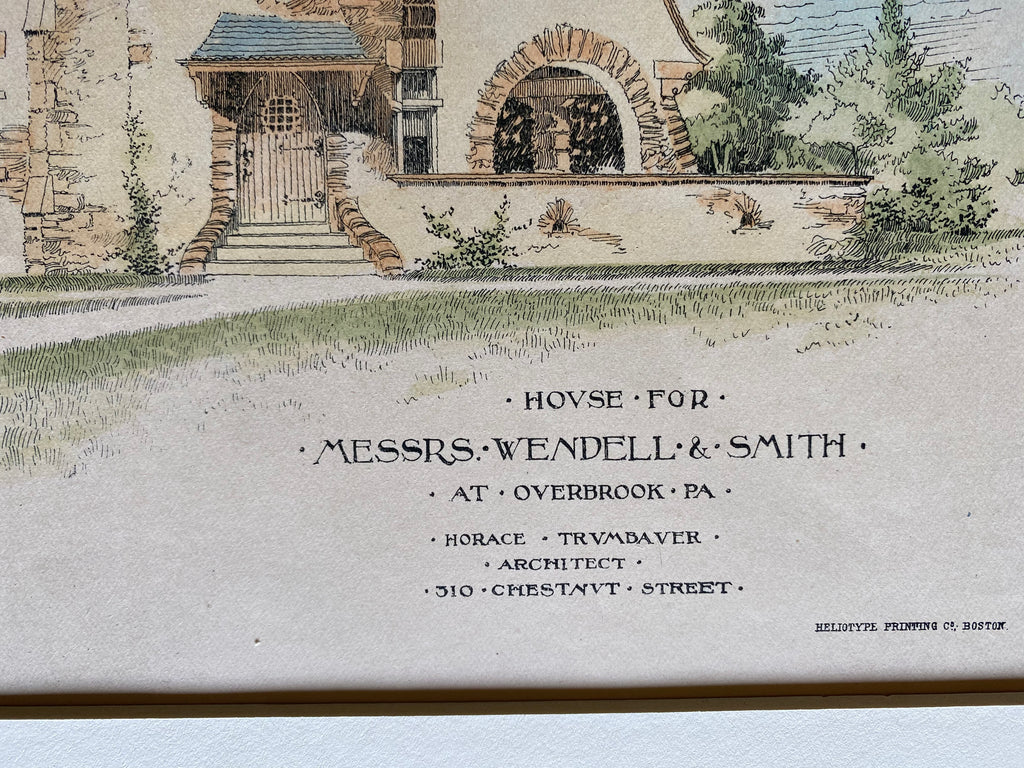 · HOVSE · FOR ·
· MESSRS. · WENDELL · & · SMITH ·
· AT · OVERBROOK · PA ·
· HORACE · TRVMBAVER ·
· ARCHITECT ·
· 310 · CHESTNVT · STREET ·
HELIOTYPE PRINTING Co. BOSTON.